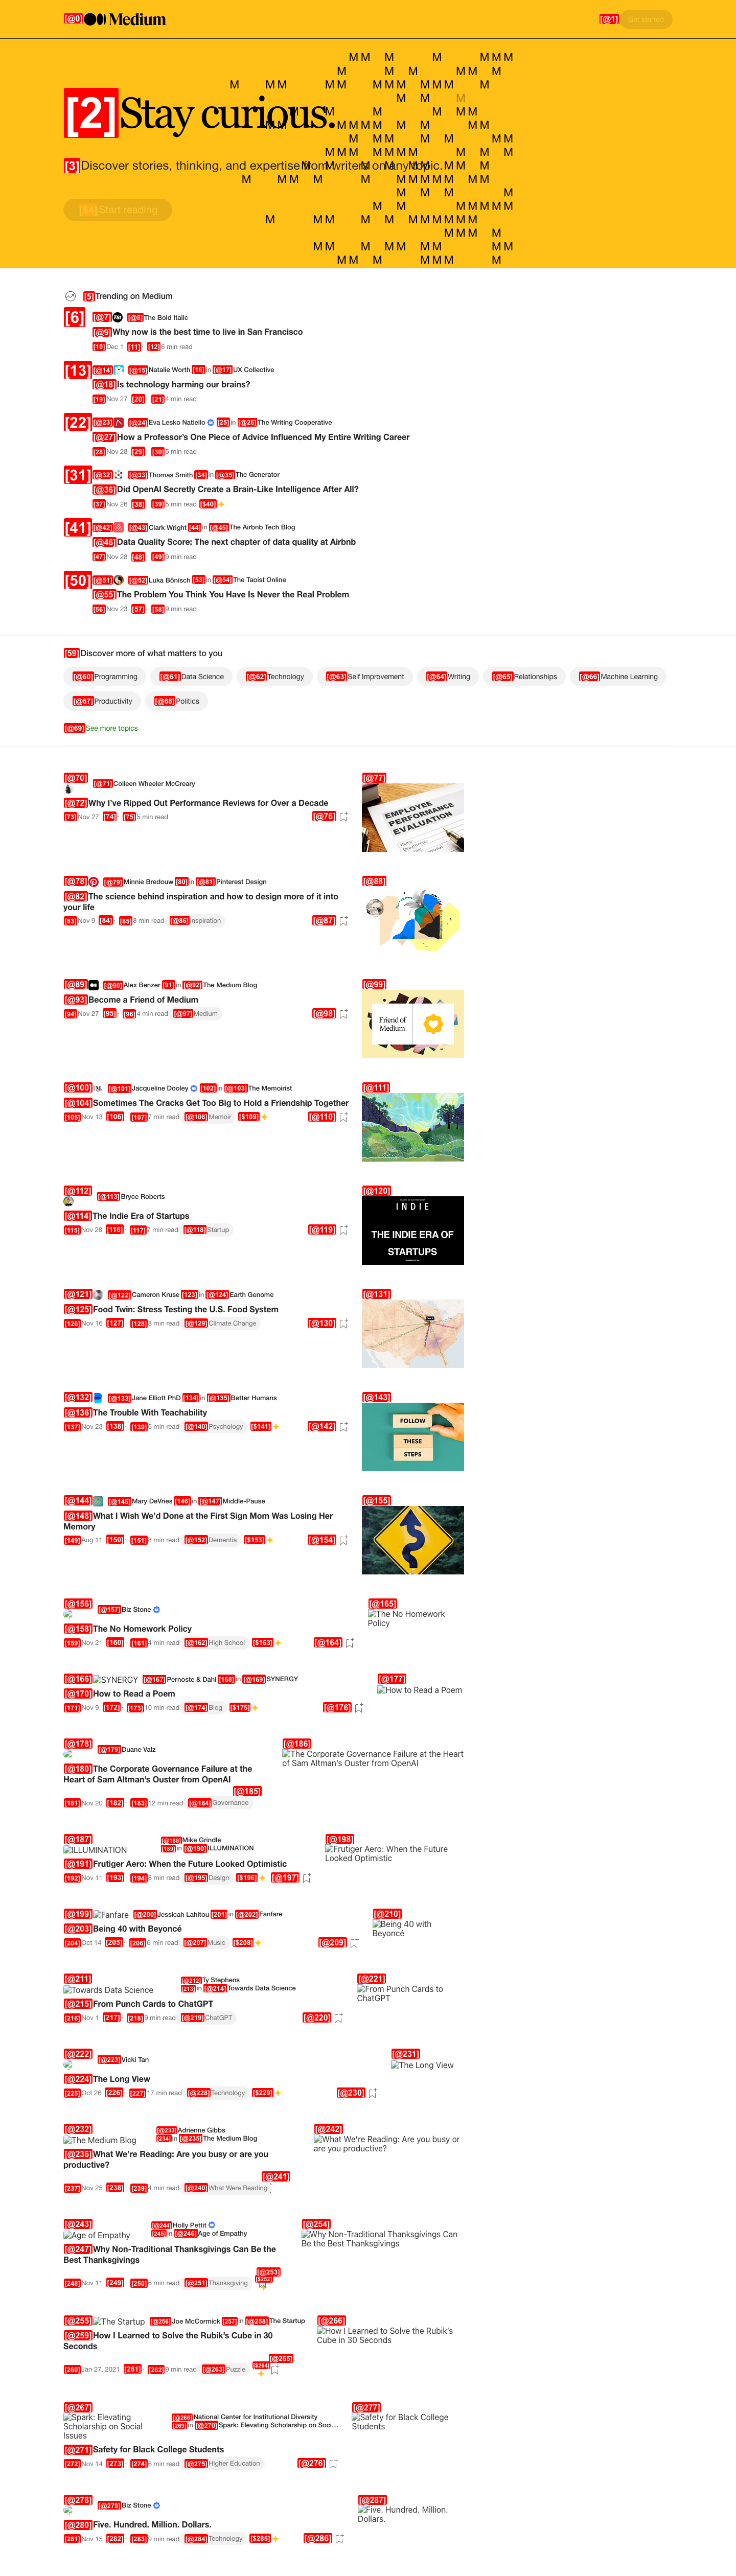 [@0] Medium
[@1] Get started
[2] Stay curious.
[3] Discover stories, thinking, and expertise from writers on any topic.
[$4] Start reading
[5] Trending on Medium
[6] [@7] [@8] The Bold Italic
[@9] Why now is the best time to live in San Francisco
[10] Dec 1 [11] · [12] 6 min read
[13] [@14] [@15] Natalie Worth [16] in [@17] UX Collective
[@18] Is technology harming our brains?
[19] Nov 27 [20] · [21] 4 min read
[22] [@23] [@24] Eva Lesko Natiello [25] in [@26] The Writing Cooperative
[@27] How a Professor's One Piece of Advice Influenced My Entire Writing Career
[28] Nov 28 [29] · [30] 5 min read
[31] [@32] [@33] Thomas Smith [34] in [@35] The Generator
[@36] Did OpenAI Secretly Create a Brain-Like Intelligence After All?
[37] Nov 26 [38] · [39] 5 min read [$40]
[41] [@42] [@43] Clark Wright [44] in [@45] The Airbnb Tech Blog
[@46] Data Quality Score: The next chapter of data quality at Airbnb
[47] Nov 28 [48] · [49] 9 min read
[50] [@51] [@52] Luka Bönisch [53] in [@54] The Taoist Online
[@55] The Problem You Think You Have Is Never the Real Problem
[56] Nov 23 [57] · [58] 9 min read
[59] Discover more of what matters to you
[@60] Programming [@61] Data Science [@62] Technology [@63] Self Improvement [@64] Writing [@65] Relationships [@66] Machine Learning
[@67] Productivity [@68] Politics
[@69] See more topics
[@70] [@71] Colleen Wheeler McCreary
[@72] Why I've Ripped Out Performance Reviews for Over a Decade
[73] Nov 27 [74] · [75] 5 min read [@76]
[@77]
EMPLOYEE
PERFORMANCE
EVALUATION
[@78] [@79] Minnie Bredouw [80] in [@81] Pinterest Design
[@82] The science behind inspiration and how to design more of it into
your life
[83] Nov 9 [84] · [85] 8 min read [@86] Inspiration [@87]
[@88]
[@89] [@90] Alex Benzer [91] in [@92] The Medium Blog
[@93] Become a Friend of Medium
[94] Nov 27 [95] · [96] 4 min read [@97] Medium [@98]
[@99]
Friend of
Medium
[@100] [@101] Jacqueline Dooley [102] in [@103] The Memoirist
[@104] Sometimes The Cracks Get Too Big to Hold a Friendship Together
[105] Nov 13 [106] · [107] 7 min read [@108] Memoir [$109] [@110]
[@111]
[@112] [@113] Bryce Roberts
[@114] The Indie Era of Startups
[115] Nov 28 [116] · [117] 7 min read [@118] Startup [@119]
[@120]
INDIE
THE INDIE ERA OF
STARTUPS
[@121] [@122] Cameron Kruse [123] in [@124] Earth Genome
[@125] Food Twin: Stress Testing the U.S. Food System
[126] Nov 16 [127] · [128] 8 min read [@129] Climate Change [@130]
[@131]
[@132] [@133] Jane Elliott PhD [134] in [@135] Better Humans
[@136] The Trouble With Teachability
[137] Nov 23 [138] · [139] 6 min read [@140] Psychology [$141] [@142]
[@143]
FOLLOW
THESE
STEPS
[@144] [@145] Mary DeVries [146] in [@147] Middle-Pause
[@148] What I Wish We'd Done at the First Sign Mom Was Losing Her
Memory
[149] Aug 11 [150] · [151] 8 min read [@152] Dementia [$153] [@154]
[@155]
[@156] [@157] Biz Stone
[@158] The No Homework Policy
[159] Nov 21 [160] · [161] 4 min read [@162] High School [$163] [@164]
[@165]
The No Homework
Policy
[@166] SYNERGY [@167] Pernoste & Dahl [168] in [@169] SYNERGY
[@170] How to Read a Poem
[171] Nov 9 [172] · [173] 10 min read [@174] Blog [$175] [@176]
[@177]
How to Read a Poem
[@178] [@179] Duane Valz
[@180] The Corporate Governance Failure at the
Heart of Sam Altman's Ouster from OpenAI
[181] Nov 20 [182] · [183] 12 min read [@184] Governance [@185]
[@186]
The Corporate Governance Failure at the Heart
of Sam Altman's Ouster from OpenAI
[@187] ILLUMINATION [@188] Mike Grindle
[189] in [@190] ILLUMINATION
[@191] Frutiger Aero: When the Future Looked Optimistic
[192] Nov 11 [193] · [194] 8 min read [@195] Design [$196] [@197]
[@198]
Frutiger Aero: When the Future
Looked Optimistic
[@199] Fanfare [@200] Jessicah Lahitou [201] in [@202] Fanfare
[@203] Being 40 with Beyoncé
[204] Oct 14 [205] · [206] 6 min read [@207] Music [$208] [@209]
[@210]
Being 40 with
Beyoncé
[@211] Towards Data Science [@212] Ty Stephens
[213] in [@214] Towards Data Science
[@215] From Punch Cards to ChatGPT
[216] Nov 1 [217] · [218] 9 min read [@219] ChatGPT [@220]
[@221]
From Punch Cards to
ChatGPT
[@222] [@223] Vicki Tan
[@224] The Long View
[225] Oct 26 [226] · [227] 17 min read [@228] Technology [$229] [@230]
[@231]
The Long View
[@232] The Medium Blog [@233] Adrienne Gibbs
[234] in [@235] The Medium Blog
[@236] What We're Reading: Are you busy or are you
productive?
[237] Nov 25 [238] · [239] 4 min read [@240] What Were Reading [@241]
[@242]
What We're Reading: Are you busy or
are you productive?
[@243] Age of Empathy [@244] Holly Pettit
[245] in [@246] Age of Empathy
[@247] Why Non-Traditional Thanksgivings Can Be the
Best Thanksgivings
[248] Nov 11 [249] · [250] 6 min read [@251] Thanksgiving [$252] [@253]
[@254]
Why Non-Traditional Thanksgivings Can
Be the Best Thanksgivings
[@255] The Startup [@256] Joe McCormick [257] in [@258] The Startup
[@259] How I Learned to Solve the Rubik's Cube in 30
Seconds
[260] Jan 27, 2021 [261] · [262] 9 min read [@263] Puzzle [$264] [@265]
[@266]
How I Learned to Solve the Rubik's
Cube in 30 Seconds
[@267] Spark: Elevating
Scholarship on Social
Issues
[@268] National Center for Institutional Diversity
[269] in [@270] Spark: Elevating Scholarship on Soci...
[@271] Safety for Black College Students
[272] Nov 14 [273] · [274] 5 min read [@275] Higher Education [@276]
[@277]
Safety for Black College
Students
[@278] [@279] Biz Stone
[@280] Five. Hundred. Million. Dollars.
[281] Nov 15 [282] · [283] 9 min read [@284] Technology [$285] [@286]
[@287]
Five. Hundred. Million.
Dollars.